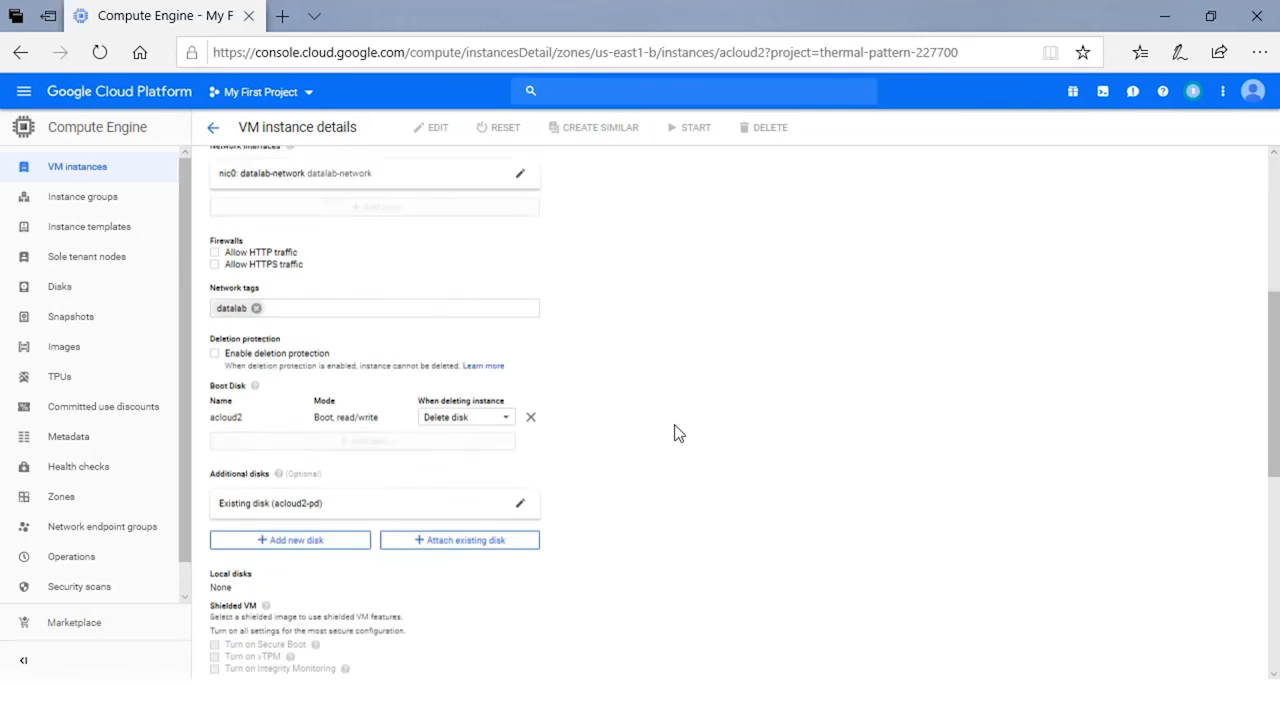 Compute Engine - My F
https://console.cloud.google.com/compute/instancesDetail/zones/us-east1-b/instances/acloud2?project=thermal-pattern-227700
Google Cloud Platform
My First Project
Compute Engine
VM instance details
EDIT
RESET
CREATE SIMILAR
START
DELETE
VM instances
Instance groups
Instance templates
Sole tenant nodes
Disks
Snapshots
Images
TPUs
Committed use discounts
Metadata
Health checks
Zones
Network endpoint groups
Operations
Security scans
Marketplace
Network interfaces
nic0: datalab-network datalab-network
Firewalls
Allow HTTP traffic
Allow HTTPS traffic
Network tags
datalab
Deletion protection
Enable deletion protection
When deletion protection is enabled, instance cannot be deleted. Learn more
Boot Disk
Name Mode When deleting instance
acloud2 Boot, read/write Delete disk
Additional disks (Optional)
Existing disk (acloud2-pd)
+ Add new disk
+ Attach existing disk
Local disks
None
Shielded VM
Select a shielded image to use shielded VM features.
Turn on all settings for the most secure configuration.
Turn on Secure Boot
Turn on vTPM
Turn on Integrity Monitoring